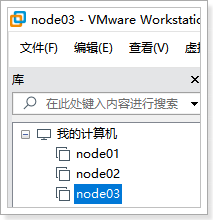 node03 - VMware Workstatio
文件(F) 编辑(E) 查看(V)
库
在此处键入内容进行搜索
我的计算机
node01
node02
node03